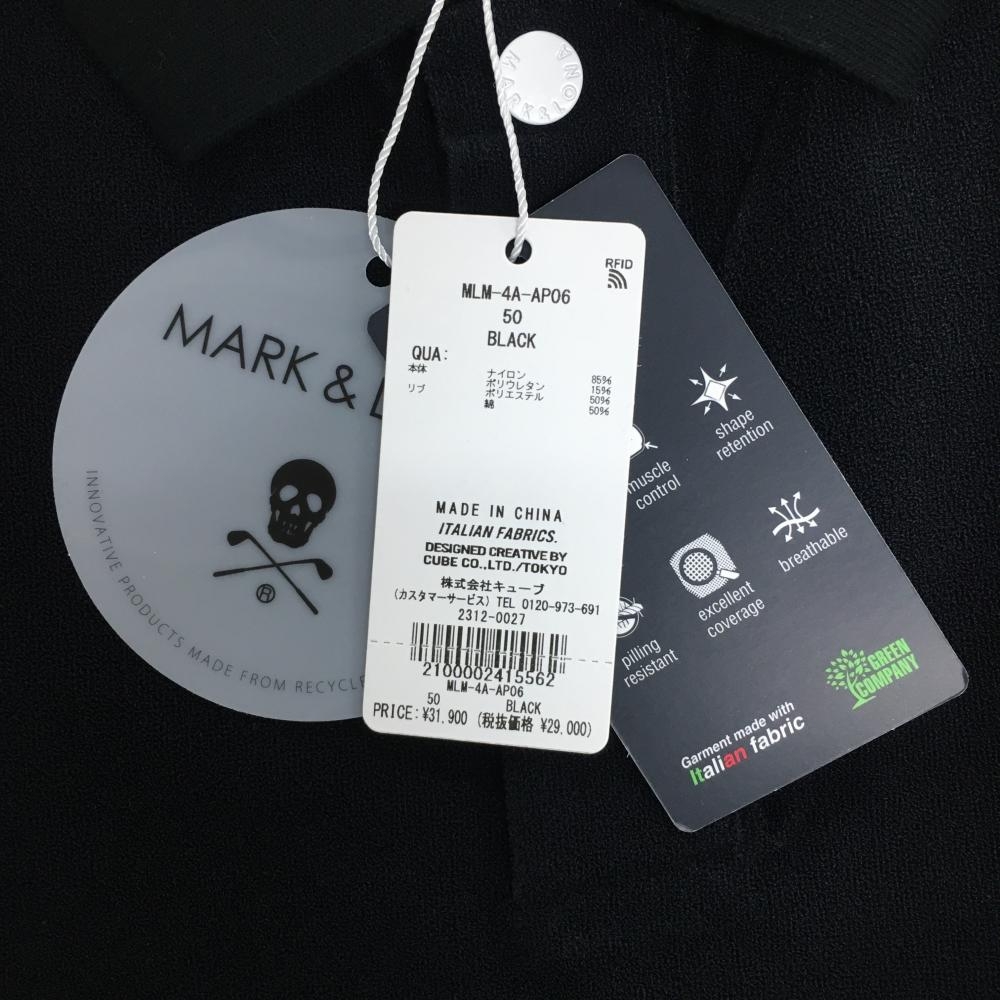 MARK&LONA
MARK &
INNOVATIVE PRODUCTS MADE FROM RECYCLE
®
RFID
MLM-4A-AP06
50
BLACK
QUA:
本体 ナイロン 85%
ポリウレタン 15%
リブ ポリエステル 50%
綿 50%
MADE IN CHINA
ITALIAN FABRICS.
DESIGNED CREATIVE BY
CUBE CO.,LTD./TOKYO
株式会社キューブ
(カスタマーサービス) TEL 0120-973-691
2312-0027
2100002415562
MLM-4A-AP06
50 BLACK
PRICE:¥31,900 (税抜価格 ¥29,000)
shape
retention
muscle
control
breathable
excellent
coverage
pilling
resistant
GREEN
COMPANY
Garment made with
Italian fabric